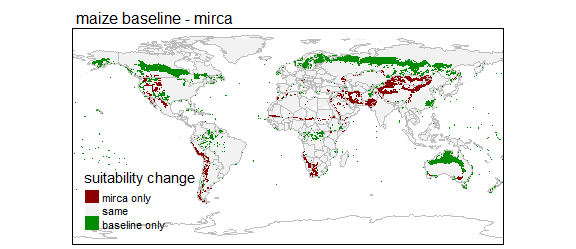 maize baseline - mirca
suitability change
mirca only
same
baseline only